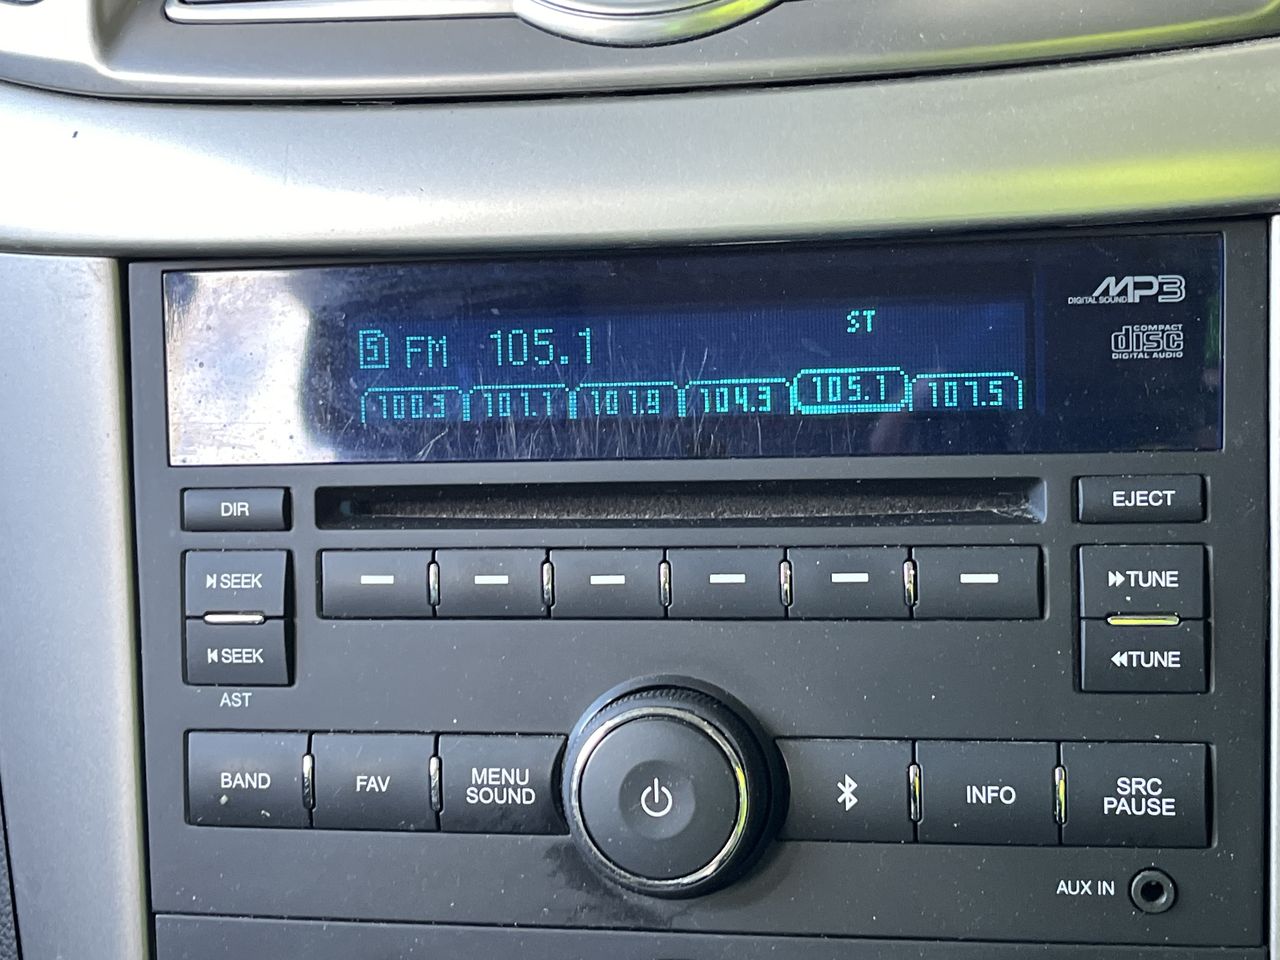 MP3
DIGITAL SOUND
ST
5 FM 105.1
COMPACT
disc
DIGITAL AUDIO
100.3 101.1 101.9 104.3 105.1 107.5
DIR
EJECT
SEEK
TUNE
SEEK
TUNE
AST
BAND
FAV
MENU
SOUND
INFO
SRC
PAUSE
AUX IN